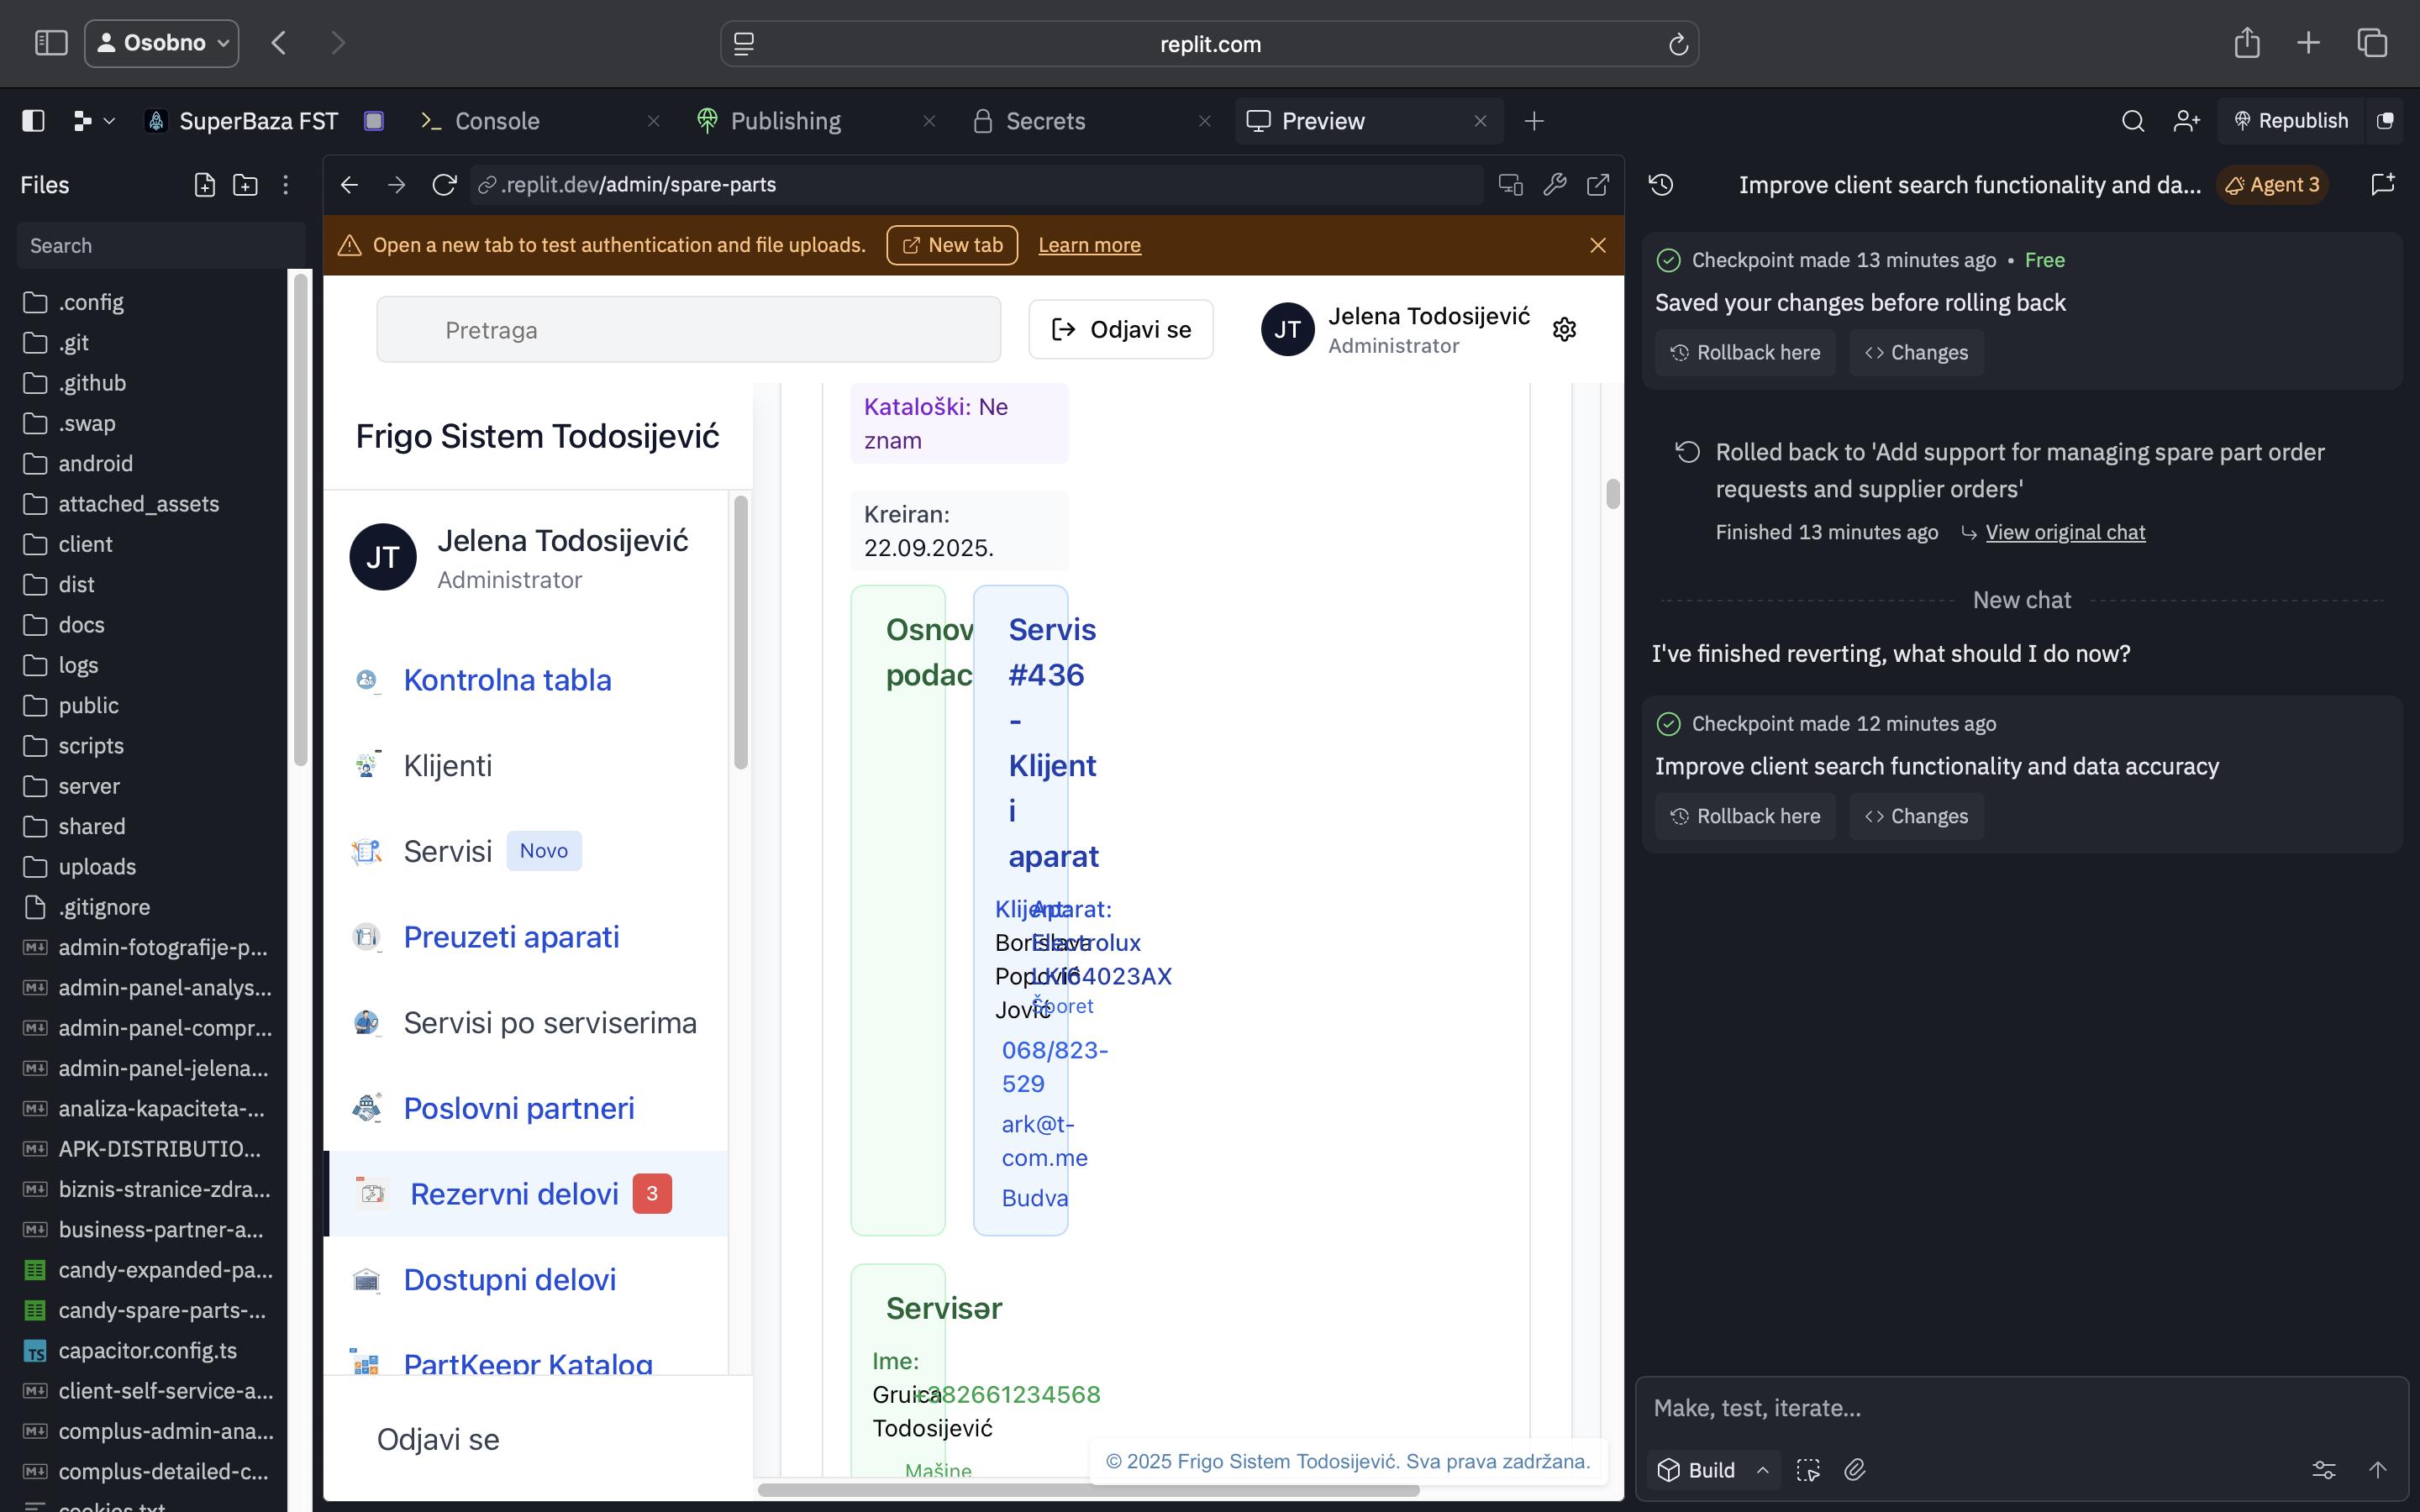 Osobno
replit.com
SuperBaza FST
Console
Publishing
Secrets
Preview
Republish
Files
Search
.config
.git
.github
.swap
android
attached_assets
client
dist
docs
logs
public
scripts
server
shared
uploads
.gitignore
admin-fotografije-p...
admin-panel-analys...
admin-panel-compr...
admin-panel-jelena...
analiza-kapaciteta-...
APK-DISTRIBUTIO...
biznis-stranice-zdra...
business-partner-a...
candy-expanded-pa...
candy-spare-parts-...
TS capacitor.config.ts
client-self-service-a...
complus-admin-ana...
complus-detailed-c...
cookies.txt
.replit.dev/admin/spare-parts
Open a new tab to test authentication and file uploads.
New tab
Learn more
Pretraga
Odjavi se
JT
Jelena Todosijević
Administrator
Frigo Sistem Todosijević
JT
Jelena Todosijević
Administrator
Kontrolna tabla
Klijenti
Servisi Novo
Preuzeti aparati
Servisi po serviserima
Poslovni partneri
Rezervni delovi 3
Dostupni delovi
PartKeepr Katalog
Odjavi se
Kataloški: Ne
znam
Kreiran:
22.09.2025.
Osnov
podac
Servis
#436
-
Klijent
i
aparat
Klijent:
Borislava
Popović
Jović
Aparat:
Electrolux
LKI64023AX
Šporet
068/823-
529
ark@t-
com.me
Budva
Servisər
Ime:
Gruica
Todosijević
+382661234568
Mašine
© 2025 Frigo Sistem Todosijević. Sva prava zadržana.
Improve client search functionality and da...
Agent 3
Checkpoint made 13 minutes ago • Free
Saved your changes before rolling back
Rollback here
Changes
Rolled back to 'Add support for managing spare part order
requests and supplier orders'
Finished 13 minutes ago
View original chat
New chat
I've finished reverting, what should I do now?
Checkpoint made 12 minutes ago
Improve client search functionality and data accuracy
Rollback here
Changes
Make, test, iterate...
Build